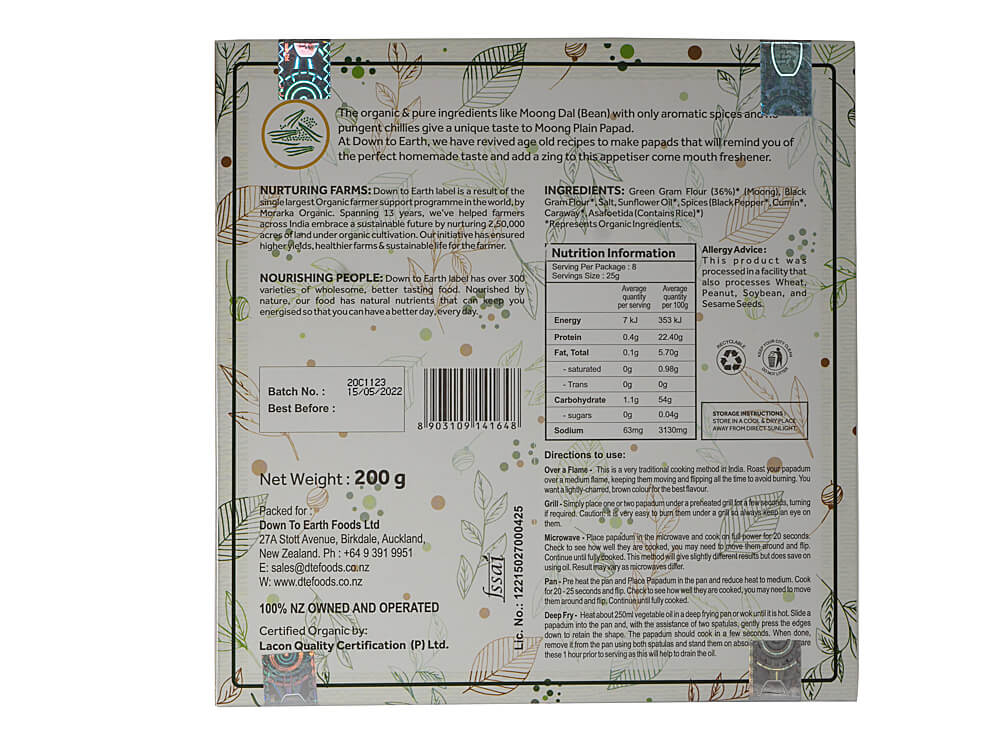 The organic & pure ingredients like Moong Dal (Bean) with only aromatic spices and
pungent chillies give a unique taste to Moong Plain Papad.
At Down to Earth, we have revived age old recipes to make papads that will remind you of
the perfect homemade taste and add a zing to this appetiser come mouth freshener.
NURTURING FARMS: Down to Earth label is a result of the
single largest Organic farmer support programme in the world, by
Morarka Organic. Spanning 13 years, we've helped farmers
across India embrace a sustainable future by nurturing 2,50,000
acres of land under organic cultivation. Our initiative has ensured
higher yields, healthier farms & sustainable life for the farmer.
NOURISHING PEOPLE: Down to Earth label has over 300
varieties of wholesome, better tasting food. Nourished by
nature, our food has natural nutrients that can keep you
energised so that you can have a better day, every day.
Batch No. : 20C1123
15/05/2022
Best Before :
8 903109 141648
Net Weight : 200 g
Packed for :
Down To Earth Foods Ltd
27A Stott Avenue, Birkdale, Auckland,
New Zealand. Ph : +64 9 391 9951
E: sales@dtefoods.co.nz
W: www.dtefoods.co.nz
100% NZ OWNED AND OPERATED
Certified Organic by:
Lacon Quality Certification (P) Ltd.
fssai
Lic. No.: 12215027000425
INGREDIENTS: Green Gram Flour (36%)* (Moong), Black
Gram Flour*, Salt, Sunflower Oil*, Spices (Black Pepper*, Cumin*,
Caraway*, Asafoetida (Contains Rice)*)
*Represents Organic Ingredients.
Nutrition Information
Serving Per Package : 8
Servings Size : 25g
Average quantity per serving Average quantity per 100g
Energy 7 kJ 353 kJ
Protein 0.4g 22.40g
Fat, Total 0.1g 5.70g
- saturated 0g 0.98g
- Trans 0g 0g
Carbohydrate 1.1g 54g
- sugars 0g 0.04g
Sodium 63mg 3130mg
Allergy Advice :
This product was
processed in a facility that
also processes Wheat,
Peanut, Soybean, and
Sesame Seeds.
RECYCLABLE
KEEP YOUR CITY CLEAN
DO NOT LITTER
STORAGE INSTRUCTIONS :
STORE IN A COOL & DRY PLACE
AWAY FROM DIRECT SUNLIGHT.
Directions to use:
Over a Flame - This is a very traditional cooking method in India. Roast your papadum
over a medium flame, keeping them moving and flipping all the time to avoid burning. You
want a lightly-charred, brown colour for the best flavour.
Grill - Simply place one or two papadum under a preheated grill for a few seconds, turning
if required. Caution: It is very easy to burn them under a grill so always keep an eye on
them.
Microwave - Place papadum in the microwave and cook on full power for 20 seconds.
Check to see how well they are cooked, you may need to move them around and flip.
Continue until fully cooked. This method will give slightly different results but does save on
using oil. Result may vary as microwaves differ.
Pan - Pre heat the pan and Place Papadum in the pan and reduce heat to medium. Cook
for 20 - 25 seconds and flip. Check to see how well they are cooked, you may need to move
them around and flip. Continue until fully cooked.
Deep Fry - Heat about 250ml vegetable oil in a deep frying pan or wok until it is hot. Slide a
papadum into the pan and, with the assistance of two spatulas, gently press the edges
down to retain the shape. The papadum should cook in a few seconds. When done,
remove it from the pan using both spatulas and stand them on
these 1 hour prior to serving as this will help to drain the oil.